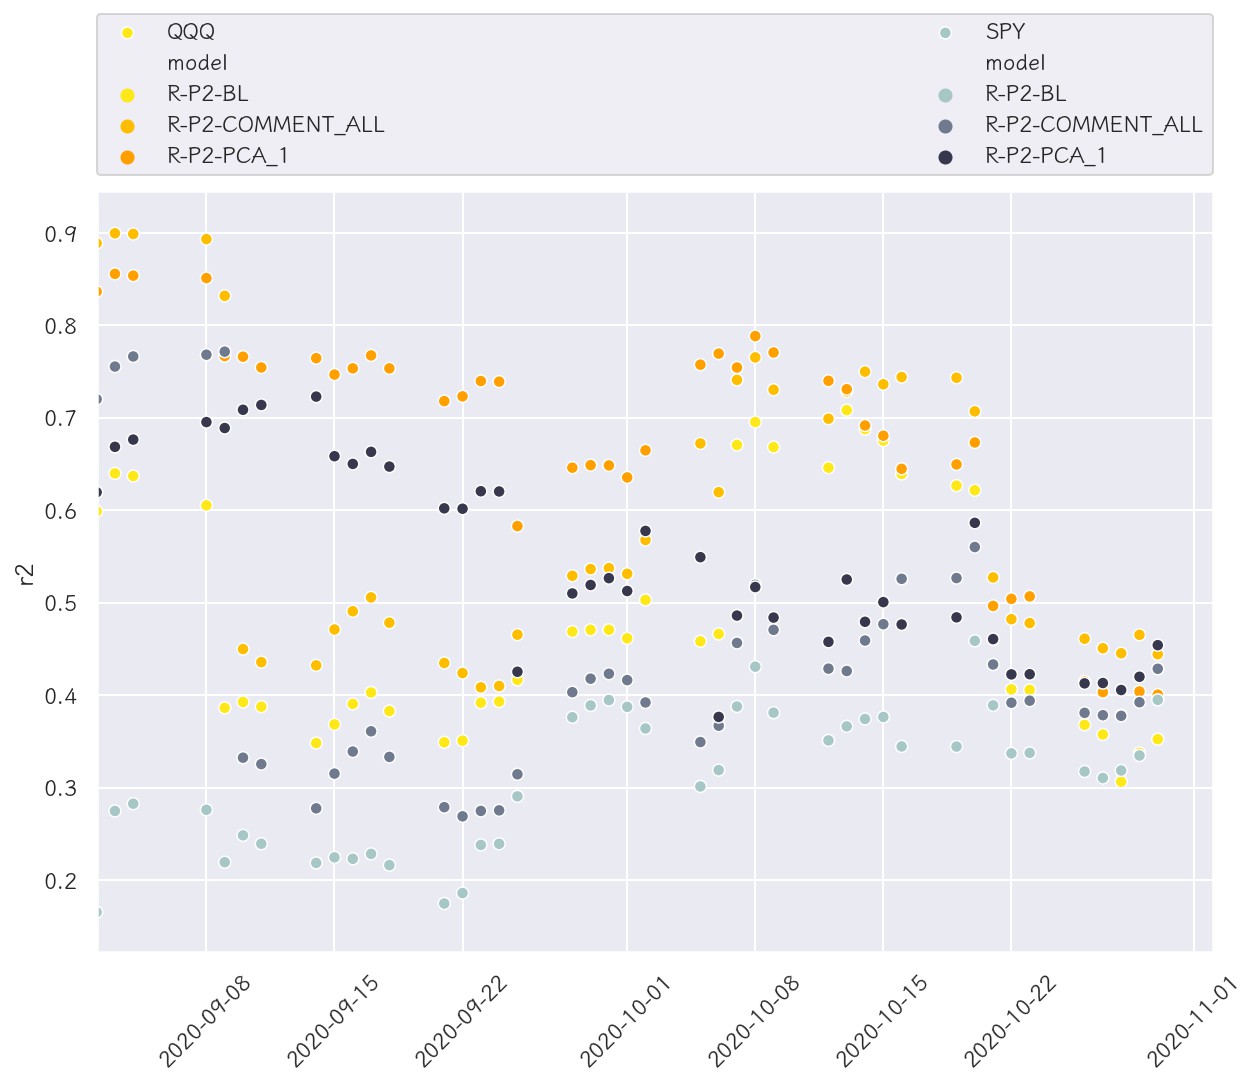 QQQ
model
R-P2-BL
R-P2-COMMENT_ALL
R-P2-PCA_1
SPY
model
R-P2-BL
R-P2-COMMENT_ALL
R-P2-PCA_1
r2
0.9
0.8
0.7
0.6
0.5
0.4
0.3
0.2
2020-09-08
2020-09-15
2020-09-22
2020-10-01
2020-10-08
2020-10-15
2020-10-22
2020-11-01